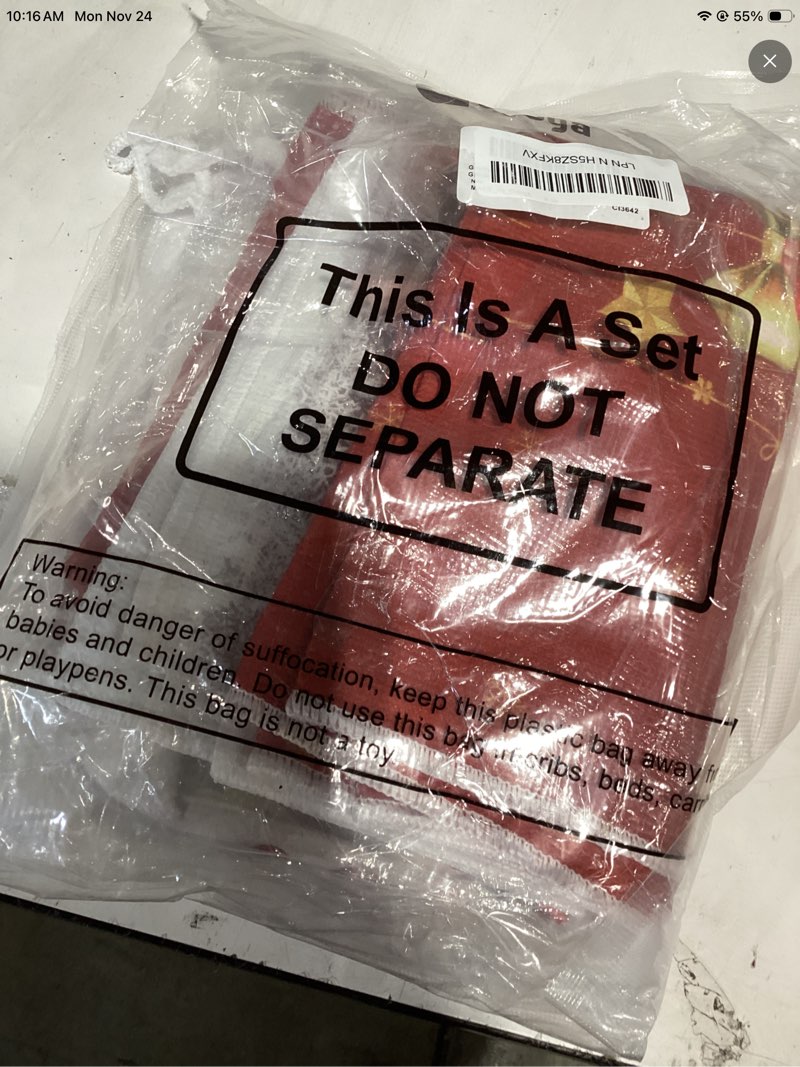 10:16 AM Mon Nov 24
55%
LPN N H5SSZ8KFXV
This Is A Set
DO NOT
SEPARATE
Warning:
To avoid danger of suffocation, keep this plastic bag away
babies and children. Do not use this bag in cribs, beds,
or playpens. This bag is not a toy